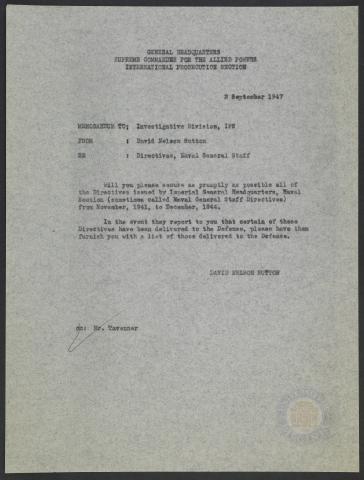 GENERAL HEADQUARTERS
SUPREME COMMANDER FOR THE ALLIED POWERS
INTERNATIONAL PROSECUTION SECTION
2 September 1947
MEMORANDUM TO: Investigative Division, IPS
FROM : David Nelson Sutton
RE : Directives, Naval General Staff
Will you please secure as promptly as possible all of
the Directives issued by Imperial General Headquarters, Naval
Section (sometimes called Naval General Staff Directives)
from November, 1941, to December, 1944.
In the event they report to you that certain of these
Directives have been delivered to the Defense, please have them
furnish you with a list of those delivered to the Defense.
DAVID NELSON SUTTON
cc: Mr. Tavenner